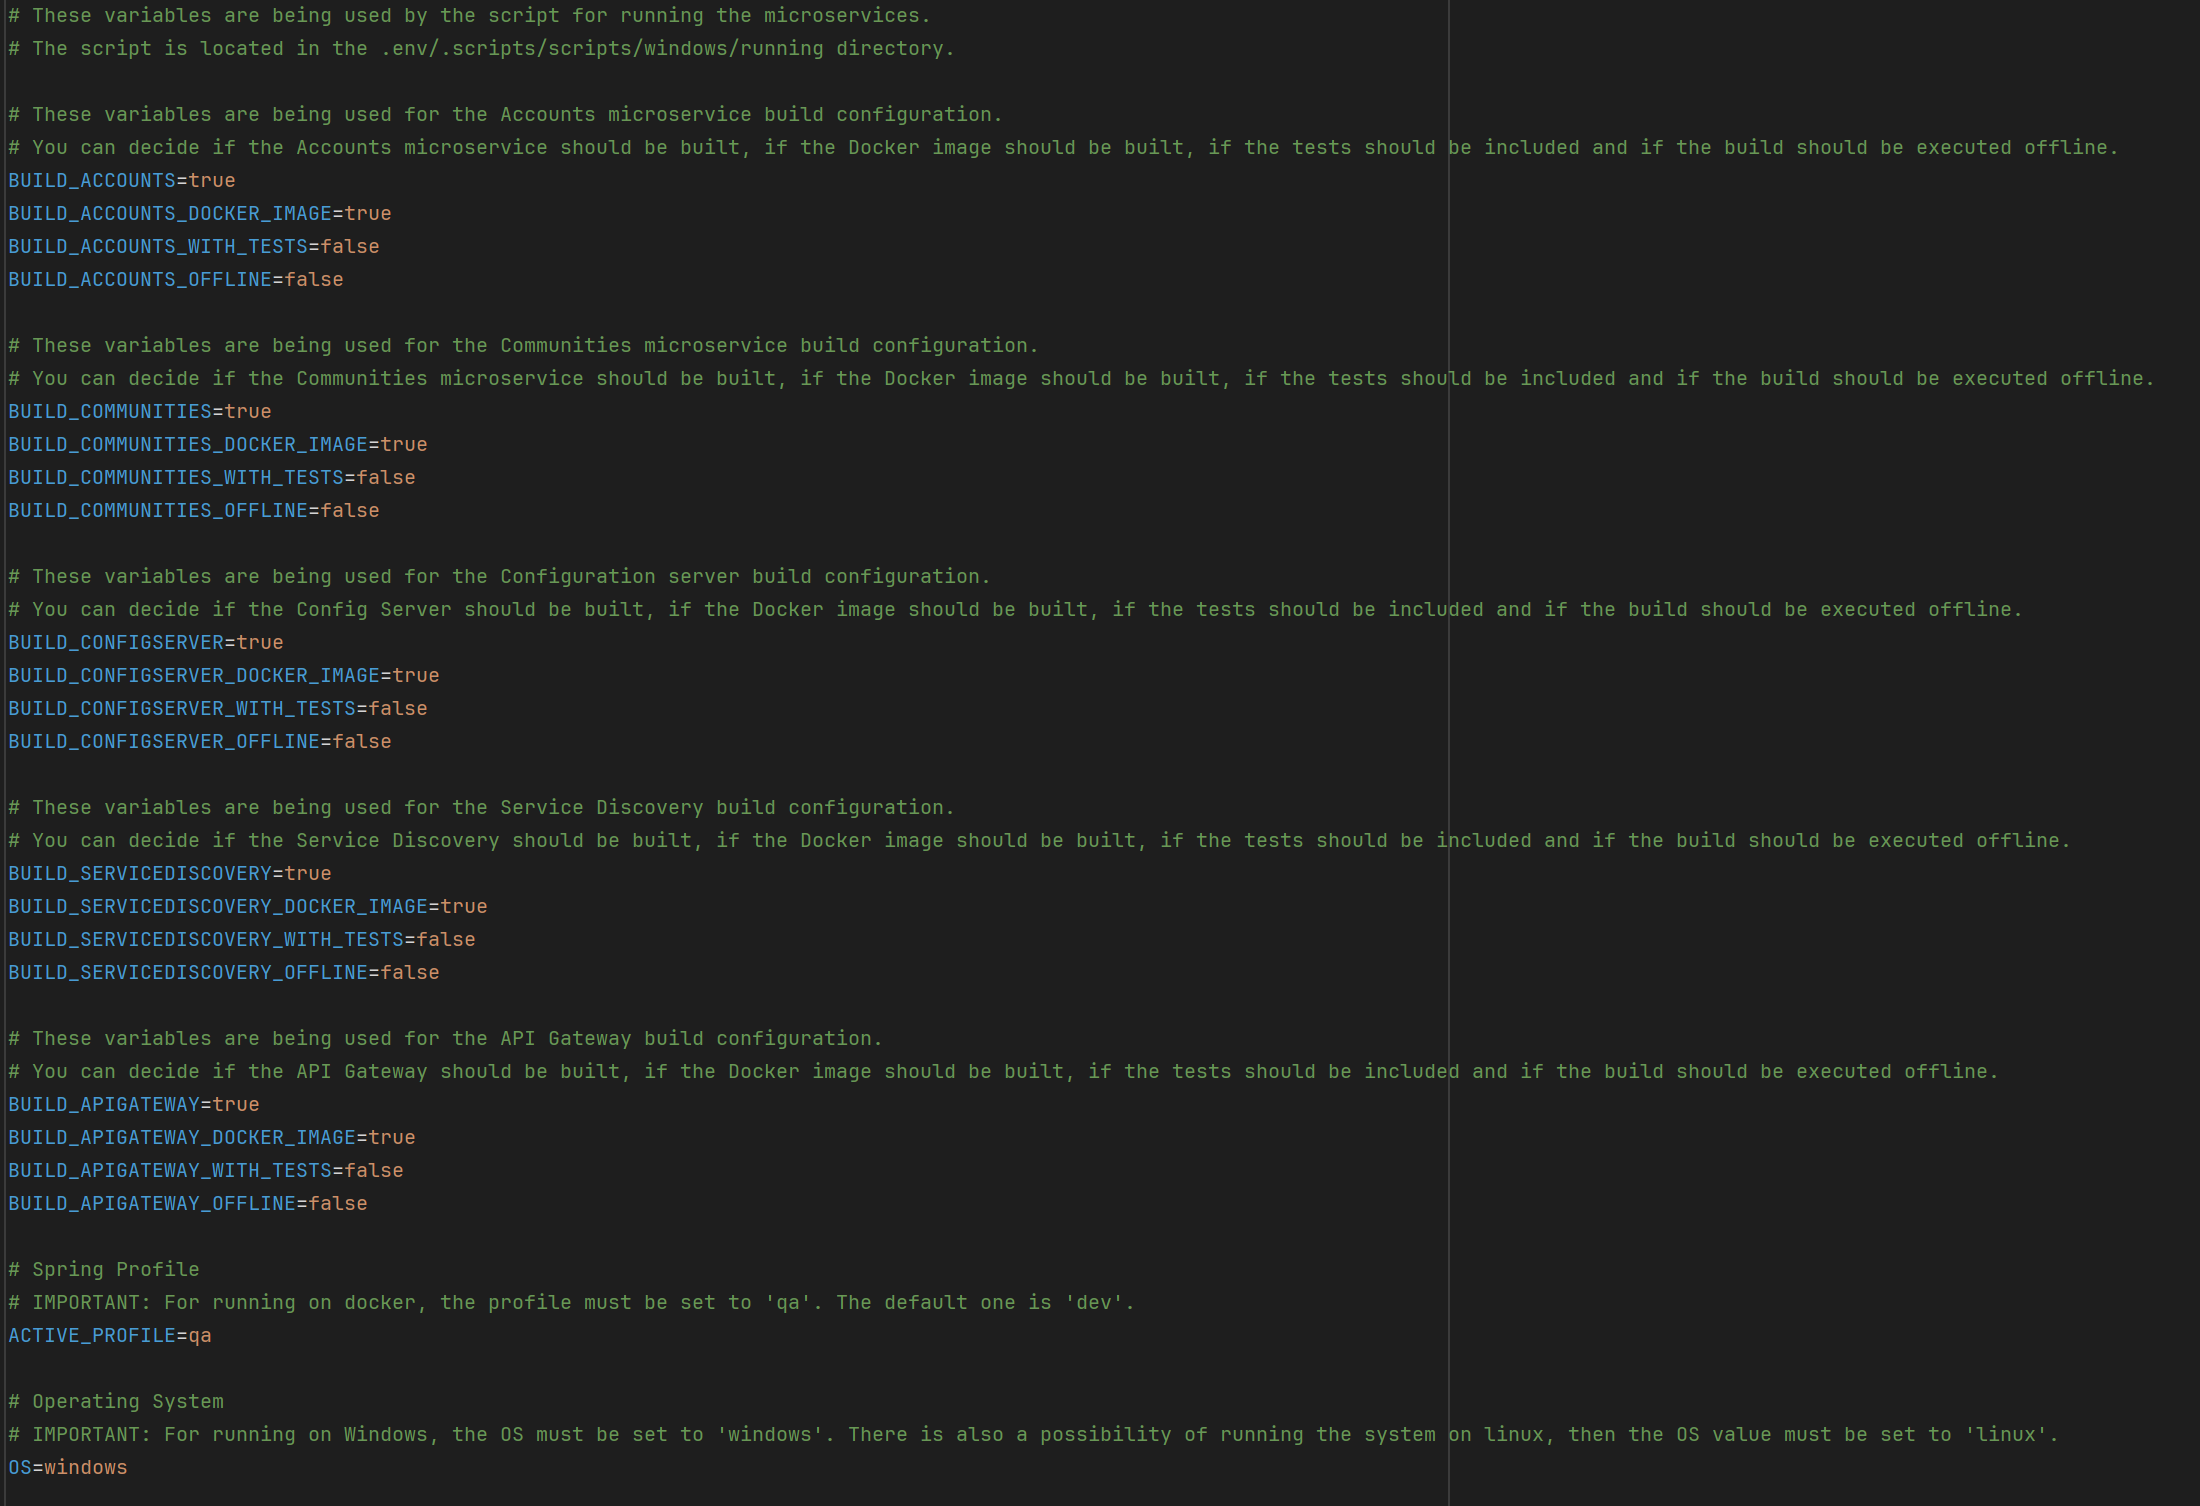 # These variables are being used by the script for running the microservices.
# The script is located in the .env/.scripts/scripts/windows/running directory.
# These variables are being used for the Accounts microservice build configuration.
# You can decide if the Accounts microservice should be built, if the Docker image should be built, if the tests should be included and if the build should be executed offline.
BUILD_ACCOUNTS=true
BUILD_ACCOUNTS_DOCKER_IMAGE=true
BUILD_ACCOUNTS_WITH_TESTS=false
BUILD_ACCOUNTS_OFFLINE=false
# These variables are being used for the Communities microservice build configuration.
# You can decide if the Communities microservice should be built, if the Docker image should be built, if the tests should be included and if the build should be executed offline.
BUILD_COMMUNITIES=true
BUILD_COMMUNITIES_DOCKER_IMAGE=true
BUILD_COMMUNITIES_WITH_TESTS=false
BUILD_COMMUNITIES_OFFLINE=false
# These variables are being used for the Configuration server build configuration.
# You can decide if the Config Server should be built, if the Docker image should be built, if the tests should be included and if the build should be executed offline.
BUILD_CONFIGSERVER=true
BUILD_CONFIGSERVER_DOCKER_IMAGE=true
BUILD_CONFIGSERVER_WITH_TESTS=false
BUILD_CONFIGSERVER_OFFLINE=false
# These variables are being used for the Service Discovery build configuration.
# You can decide if the Service Discovery should be built, if the Docker image should be built, if the tests should be included and if the build should be executed offline.
BUILD_SERVICEDISCOVERY=true
BUILD_SERVICEDISCOVERY_DOCKER_IMAGE=true
BUILD_SERVICEDISCOVERY_WITH_TESTS=false
BUILD_SERVICEDISCOVERY_OFFLINE=false
# These variables are being used for the API Gateway build configuration.
# You can decide if the API Gateway should be built, if the Docker image should be built, if the tests should be included and if the build should be executed offline.
BUILD_APIGATEWAY=true
BUILD_APIGATEWAY_DOCKER_IMAGE=true
BUILD_APIGATEWAY_WITH_TESTS=false
BUILD_APIGATEWAY_OFFLINE=false
# Spring Profile
# IMPORTANT: For running on docker, the profile must be set to 'qa'. The default one is 'dev'.
ACTIVE_PROFILE=qa
# Operating System
# IMPORTANT: For running on Windows, the OS must be set to 'windows'. There is also a possibility of running the system on linux, then the OS value must be set to 'linux'.
OS=windows